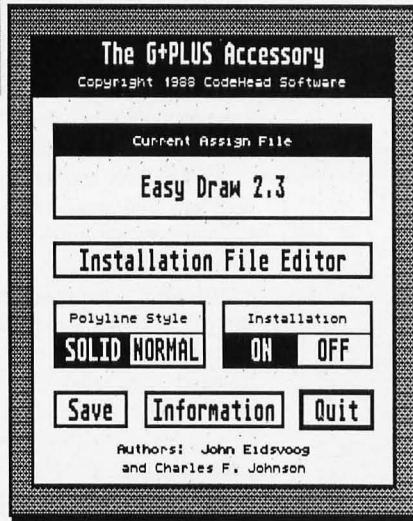 The G+PLUS Accessory
Copyright 1988 CodeHead Software
Current Assign File
Easy Draw 2.3
Installation File Editor
Polyline Style
SOLID NORMAL
Installation
ON OFF
Save Information Quit
Authors: John Eidsvoog
and Charles F. Johnson